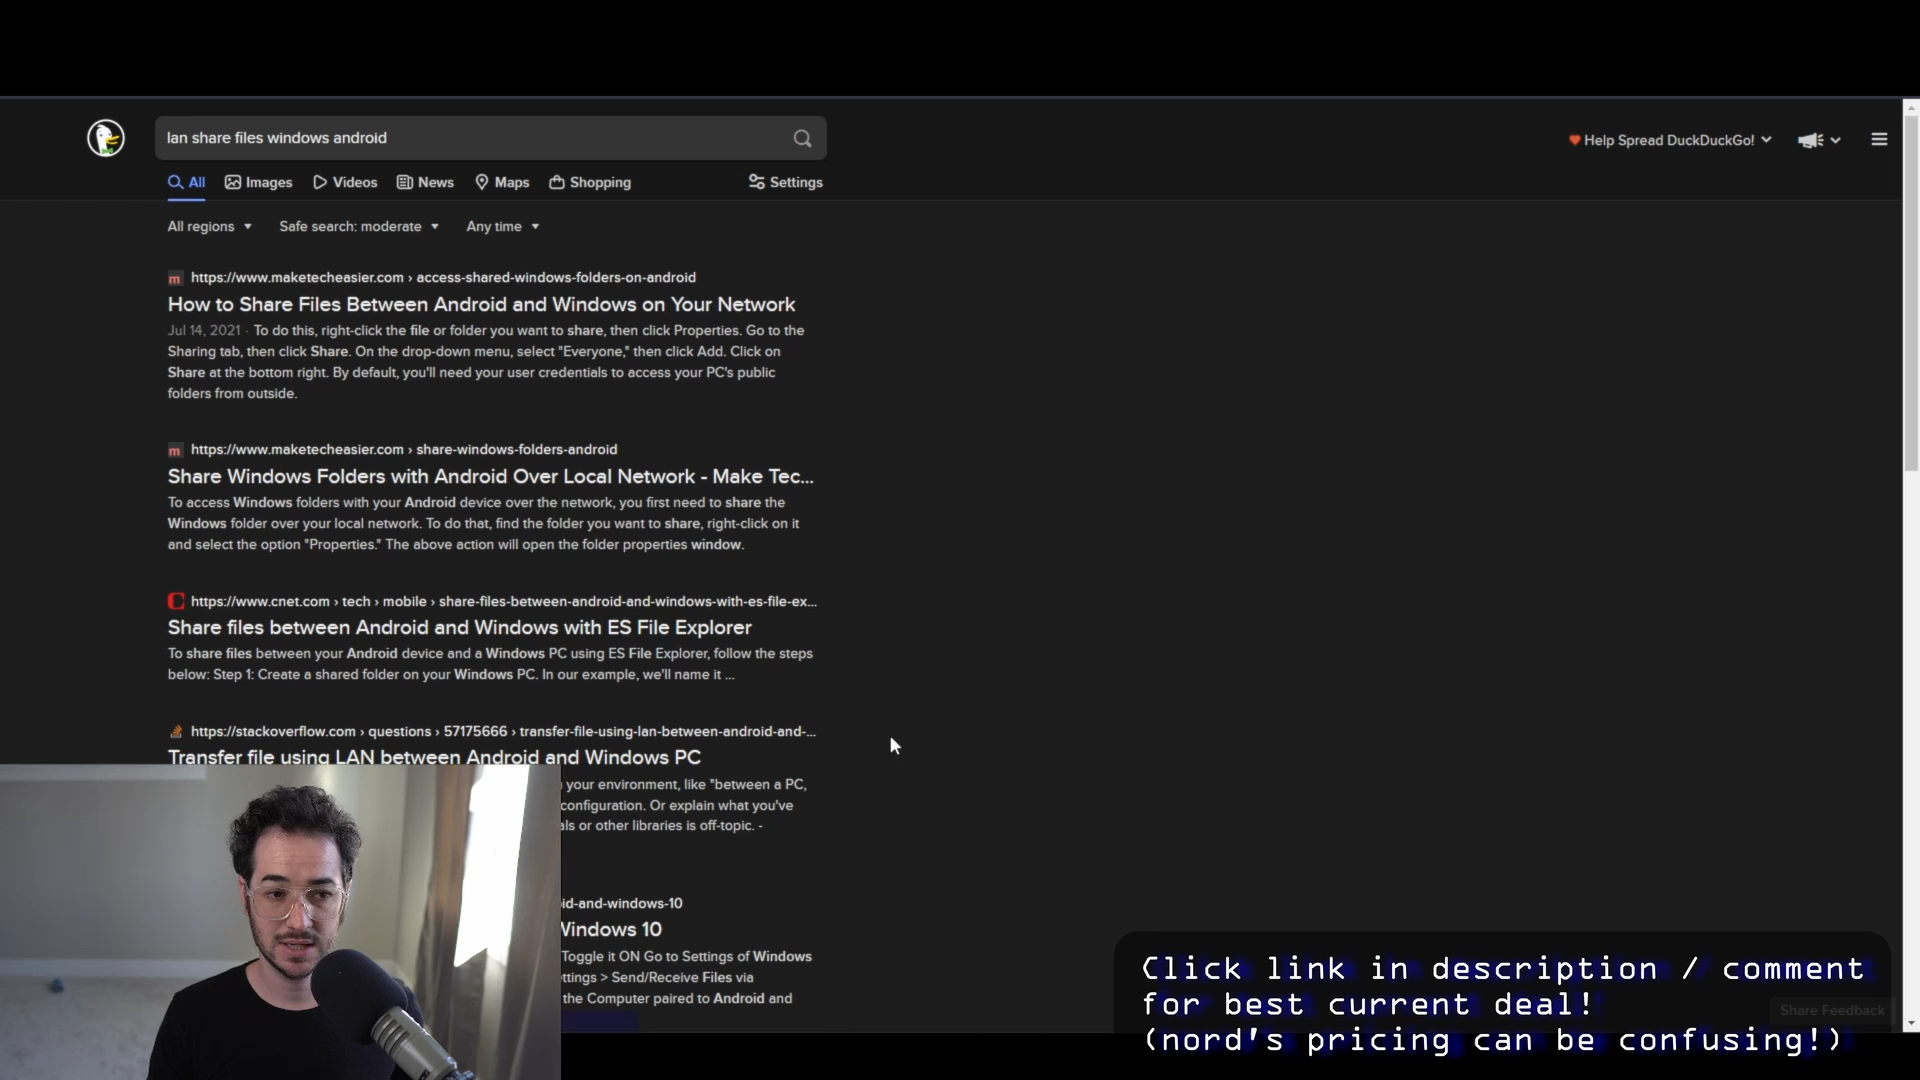 lan share files windows android
Help Spread DuckDuckGo!
All Images Videos News Maps Shopping Settings
All regions Safe search: moderate Any time
m https://www.maketecheasier.com › access-shared-windows-folders-on-android
How to Share Files Between Android and Windows on Your Network
Jul 14, 2021 · To do this, right-click the file or folder you want to share, then click Properties. Go to the
Sharing tab, then click Share. On the drop-down menu, select "Everyone," then click Add. Click on
Share at the bottom right. By default, you'll need your user credentials to access your PC's public
folders from outside.
m https://www.maketecheasier.com › share-windows-folders-android
Share Windows Folders with Android Over Local Network - Make Tec...
To access Windows folders with your Android device over the network, you first need to share the
Windows folder over your local network. To do that, find the folder you want to share, right-click on it
and select the option "Properties." The above action will open the folder properties window.
https://www.cnet.com › tech › mobile › share-files-between-android-and-windows-with-es-file-ex...
Share files between Android and Windows with ES File Explorer
To share files between your Android device and a Windows PC using ES File Explorer, follow the steps
below: Step 1: Create a shared folder on your Windows PC. In our example, we'll name it ...
https://stackoverflow.com › questions › 57175666 › transfer-file-using-lan-between-android-and-...
Transfer file using LAN between Android and Windows PC
your environment, like "between a PC,
configuration. Or explain what you've
als or other libraries is off-topic. -
id-and-windows-10
Windows 10
Toggle it ON Go to Settings of Windows
ttings > Send/Receive Files via
the Computer paired to Android and
Click link in description / comment
for best current deal!
Share Feedback
(nord's pricing can be confusing!)